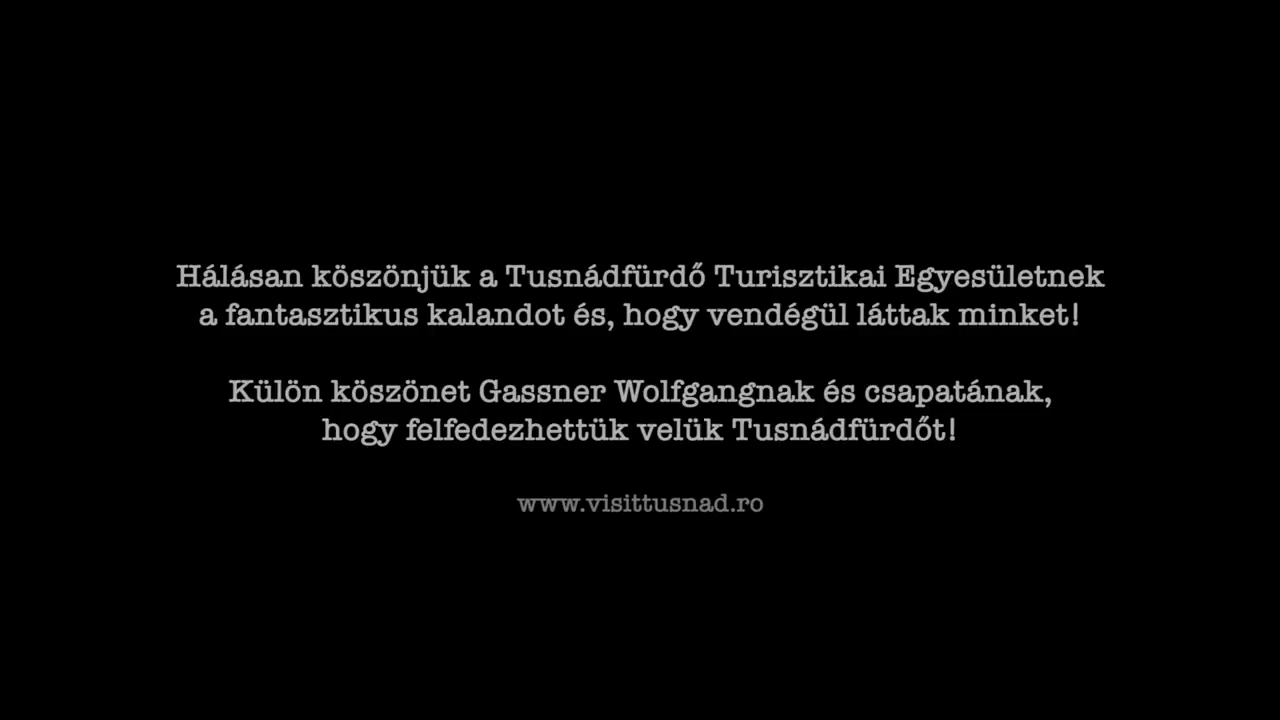 Hálásan köszönjük a Tusnádfürdő Turisztikai Egyesületnek
a fantasztikus kalandot és, hogy vendégül láttak minket!
Külön köszönet Gassner Wolfgangnak és csapatának,
hogy felfedezhettük velük Tusnádfürdőt!
www.visittusnad.ro